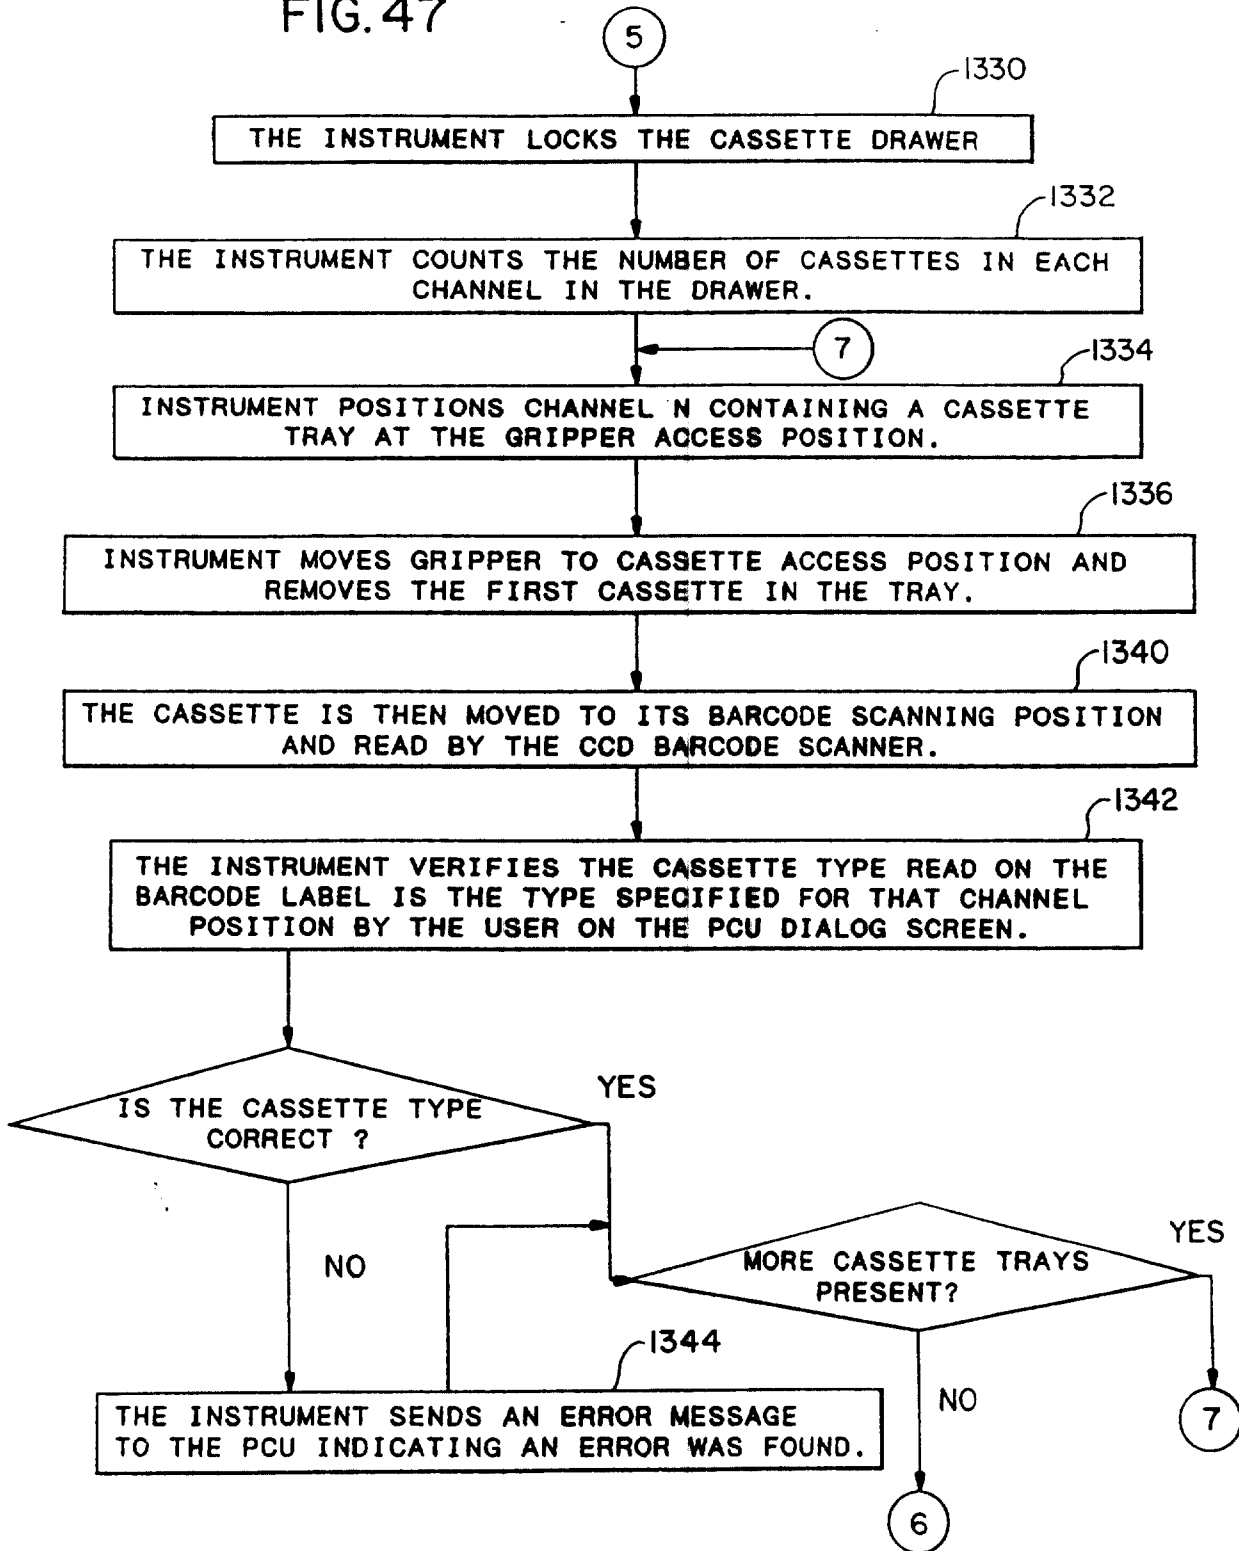 FIG. 47
5
1330
THE INSTRUMENT LOCKS THE CASSETTE DRAWER
1332
THE INSTRUMENT COUNTS THE NUMBER OF CASSETTES IN EACH
CHANNEL IN THE DRAWER.
7
1334
INSTRUMENT POSITIONS CHANNEL N CONTAINING A CASSETTE
TRAY AT THE GRIPPER ACCESS POSITION.
1336
INSTRUMENT MOVES GRIPPER TO CASSETTE ACCESS POSITION AND
REMOVES THE FIRST CASSETTE IN THE TRAY.
1340
THE CASSETTE IS THEN MOVED TO ITS BARCODE SCANNING POSITION
AND READ BY THE CCD BARCODE SCANNER.
1342
THE INSTRUMENT VERIFIES THE CASSETTE TYPE READ ON THE
BARCODE LABEL IS THE TYPE SPECIFIED FOR THAT CHANNEL
POSITION BY THE USER ON THE PCU DIALOG SCREEN.
IS THE CASSETTE TYPE
CORRECT ?
YES
NO
MORE CASSETTE TRAYS
PRESENT?
YES
1344
THE INSTRUMENT SENDS AN ERROR MESSAGE
TO THE PCU INDICATING AN ERROR WAS FOUND.
NO
7
6